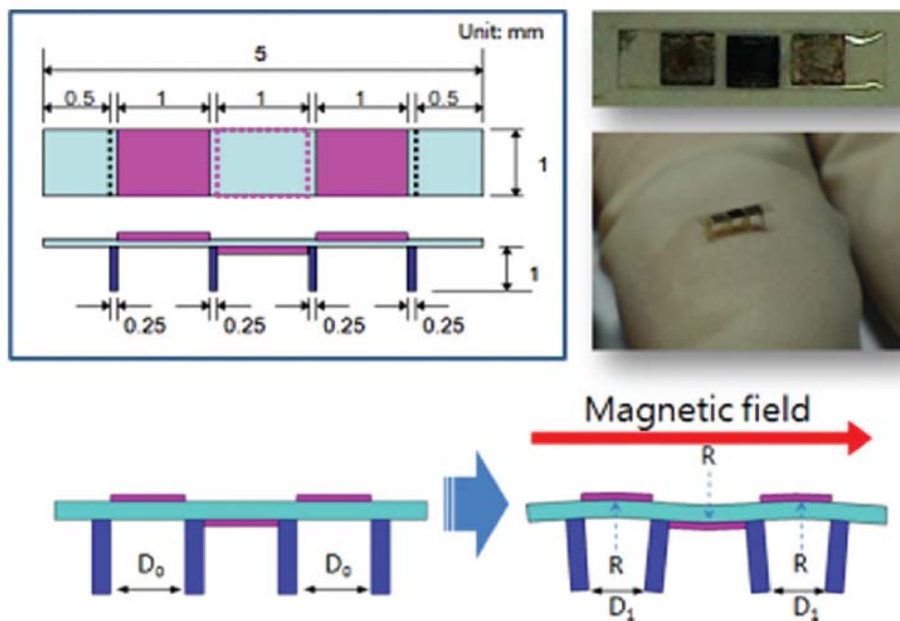 Unit: mm
5
0.5 1 1 1 0.5
1
1
0.25 0.25 0.25 0.25
Magnetic field
R
D₀ D₀
R R
D₁ D₁